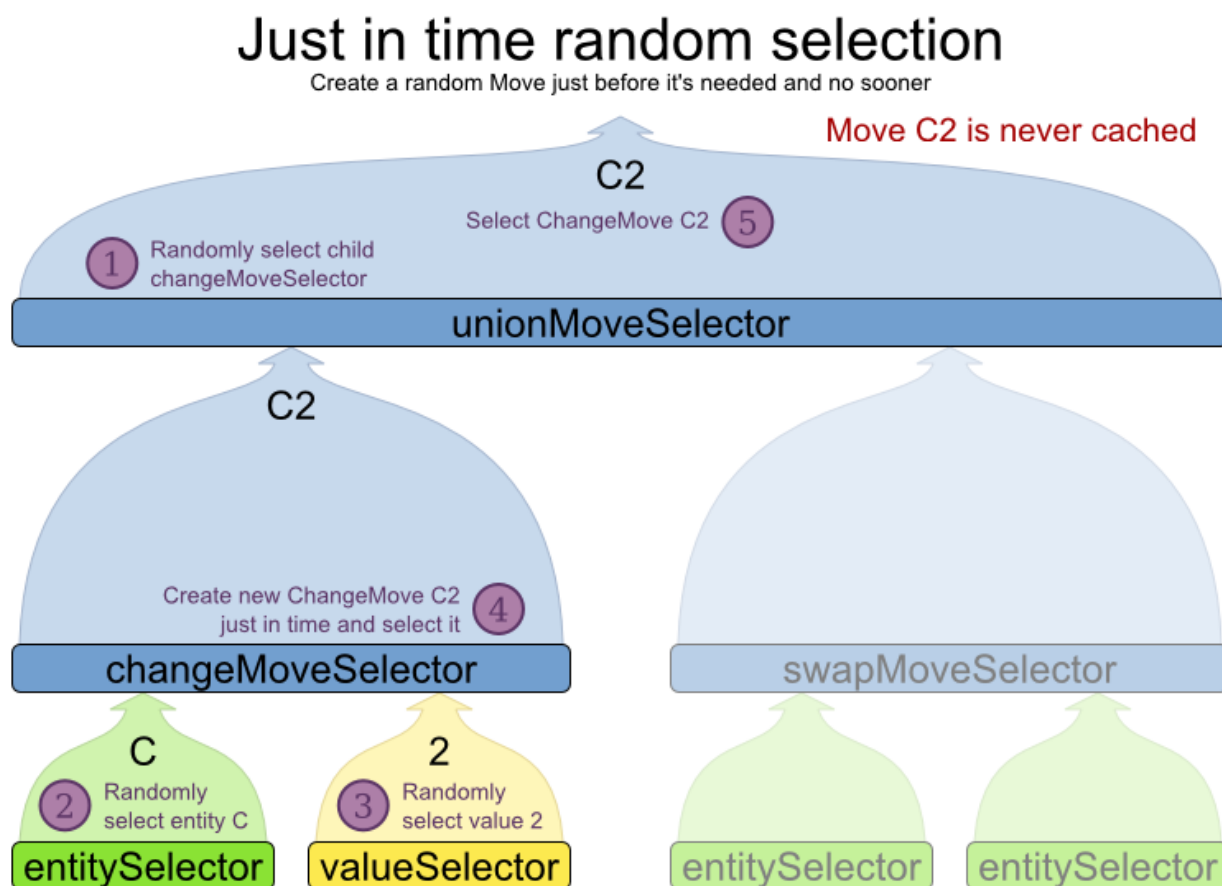 Just in time random selection
Create a random Move just before it's needed and no sooner
Move C2 is never cached
C2
Select ChangeMove C2 5
1 Randomly select child
changeMoveSelector
unionMoveSelector
C2
Create new ChangeMove C2
just in time and select it
4
changeMoveSelector
swapMoveSelector
C
2
2 Randomly
select entity C
3 Randomly
select value 2
entitySelector
valueSelector
entitySelector
entitySelector